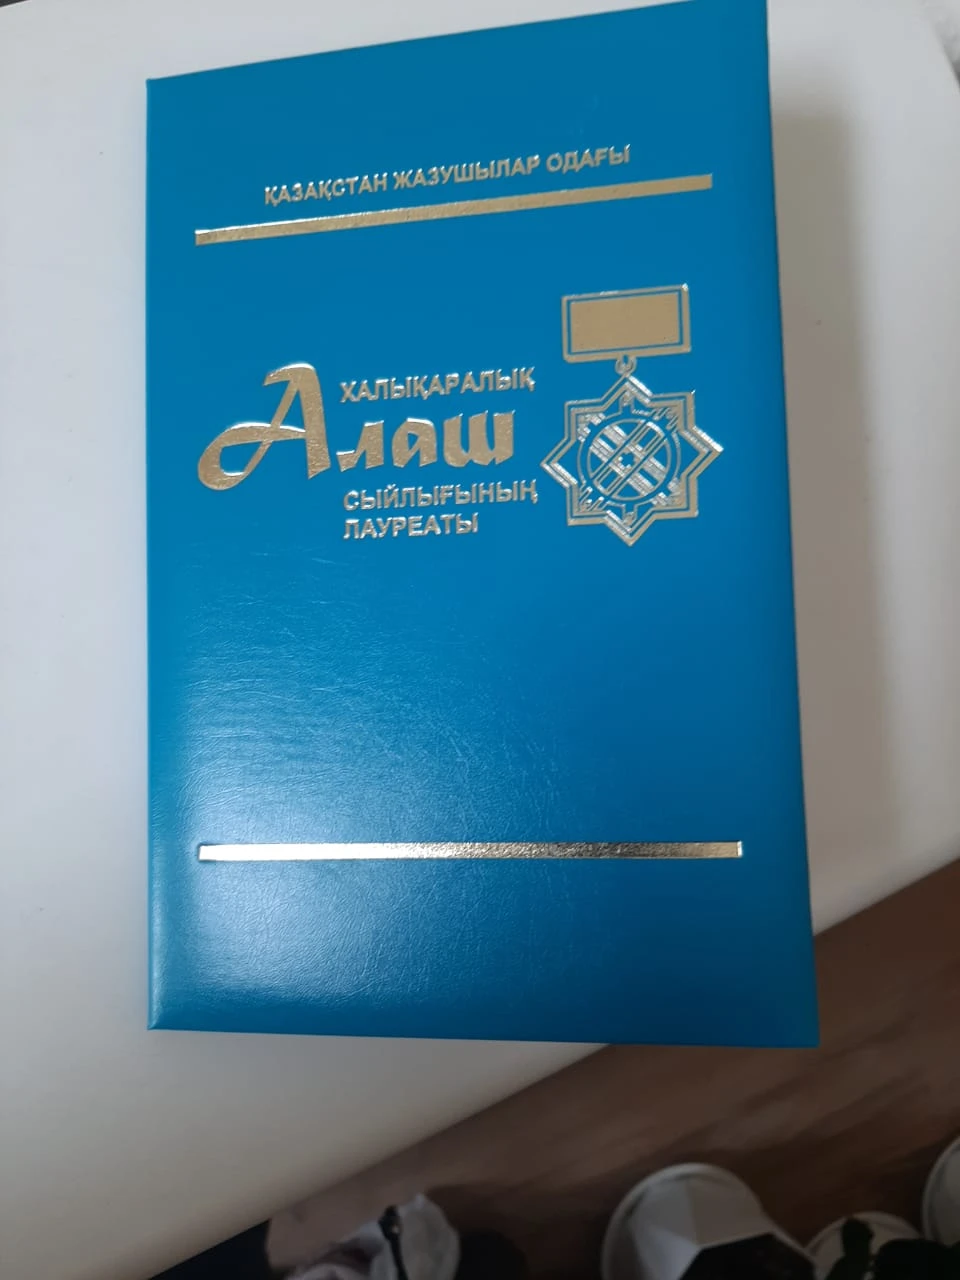 ҚАЗАҚСТАН ЖАЗУШЫЛАР ОДАҒЫ
ХАЛЫҚАРАЛЫҚ
Алаш
СЫЙЛЫҒЫНЫҢ
ЛАУРЕАТЫ